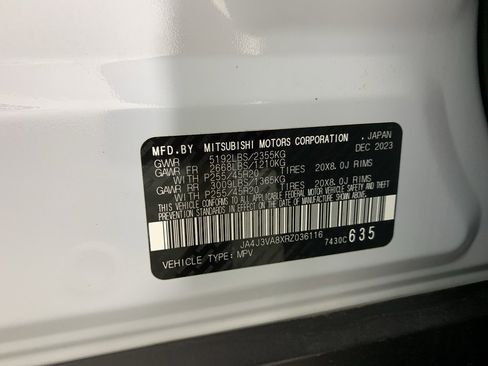 MFD.BY MITSUBISHI MOTORS CORPORATION , JAPAN
GVWR 5192LBS/2355KG DEC 2023
GAWR FR 2668LBS/1210KG
WITH P255/45R20 TIRES 20X8.0J RIMS
GAWR RR 3009LBS/1365KG
WITH P255/45R20 TIRES 20X8.0J RIMS
THIS VEHICLE CONFORMS TO ALL APPLICABLE FEDERAL MOTOR VEHICLE SAFETY AND THEFT
PREVENTION STANDARDS IN EFFECT ON THE DATE OF MANUFACTURE SHOWN ABOVE.
JA4J3VA8XRZ036116 7430C 635
VEHICLE TYPE: MPV